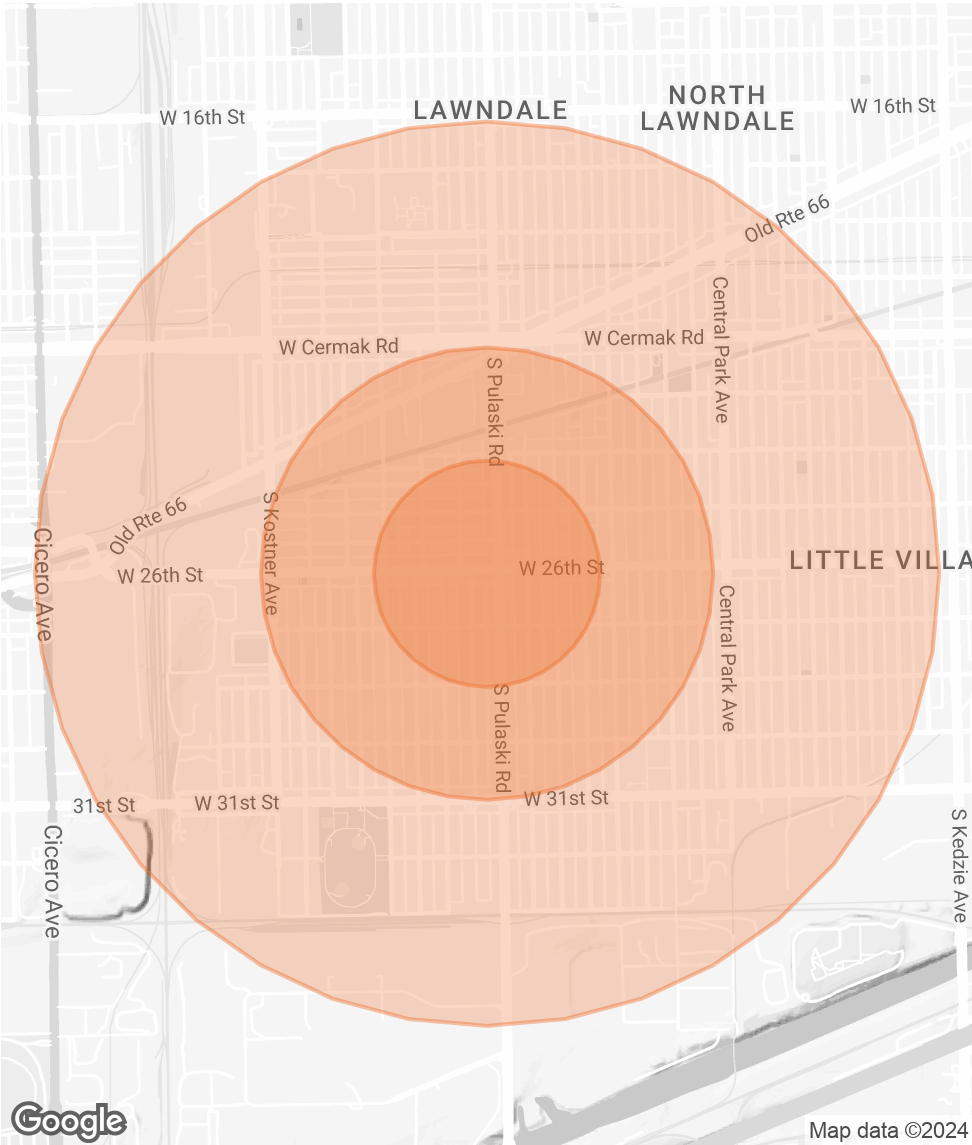 NORTH
LAWNDALE
LAWNDALE
W 16th St
W 16th St
Old Rte 66
Central Park Ave
W Cermak Rd
W Cermak Rd
S Pulaski Rd
Old Rte 66
S Kostner Ave
Cicero Ave
W 26th St
W 26th St
LITTLE VILLA
Central Park Ave
S Pulaski Rd
31st St
W 31st St
W 31st St
Cicero Ave
S Kedzie Ave
Google
Map data ©2024